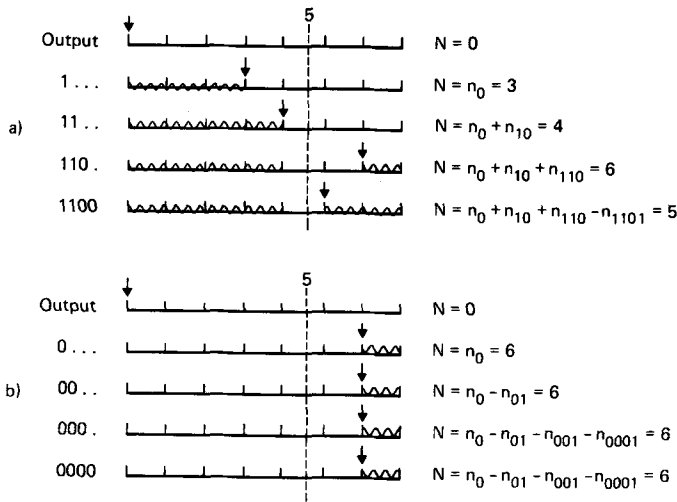 5
Output N = 0
1 . . . N = n₀ = 3
a) 11 . . N = n₀ + n₁₀ = 4
110 . N = n₀ + n₁₀ + n₁₁₀ = 6
1100 N = n₀ + n₁₀ + n₁₁₀ - n₁₁₀₁ = 5
5
Output N = 0
0 . . . N = n₀ = 6
b) 00 . . N = n₀ - n₀₁ = 6
000 . N = n₀ - n₀₁ - n₀₀₁ - n₀₀₀₁ = 6
0000 N = n₀ - n₀₁ - n₀₀₁ - n₀₀₀₁ = 6